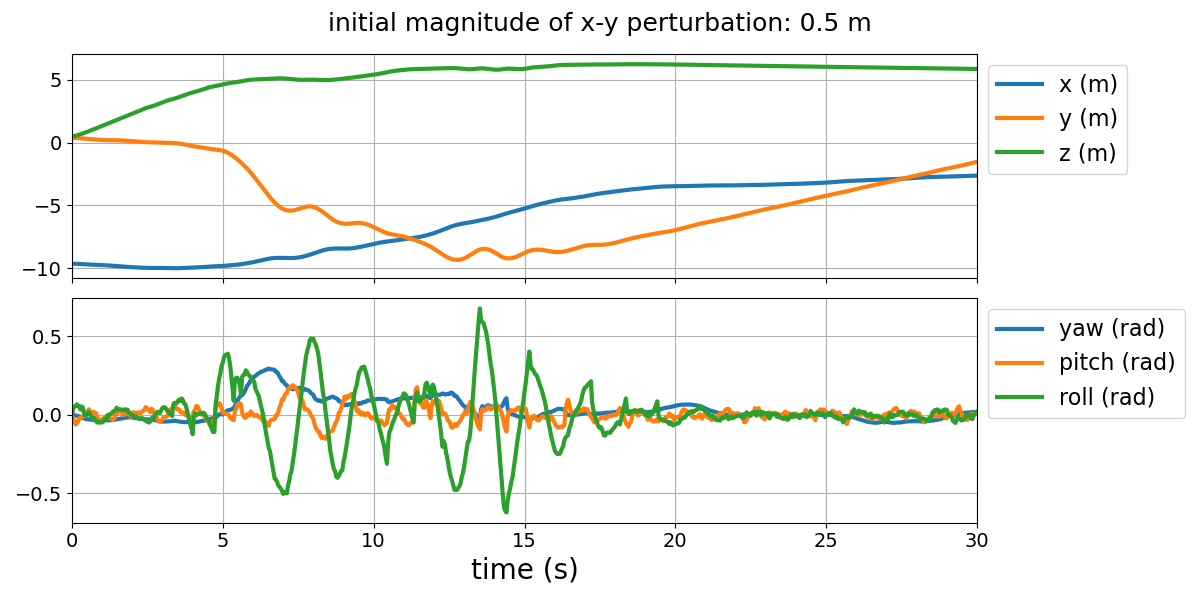 initial magnitude of x-y perturbation: 0.5 m
5
0
−5
−10
x (m)
y (m)
z (m)
0.5
0.0
−0.5
yaw (rad)
pitch (rad)
roll (rad)
0 5 10 15 20 25 30
time (s)